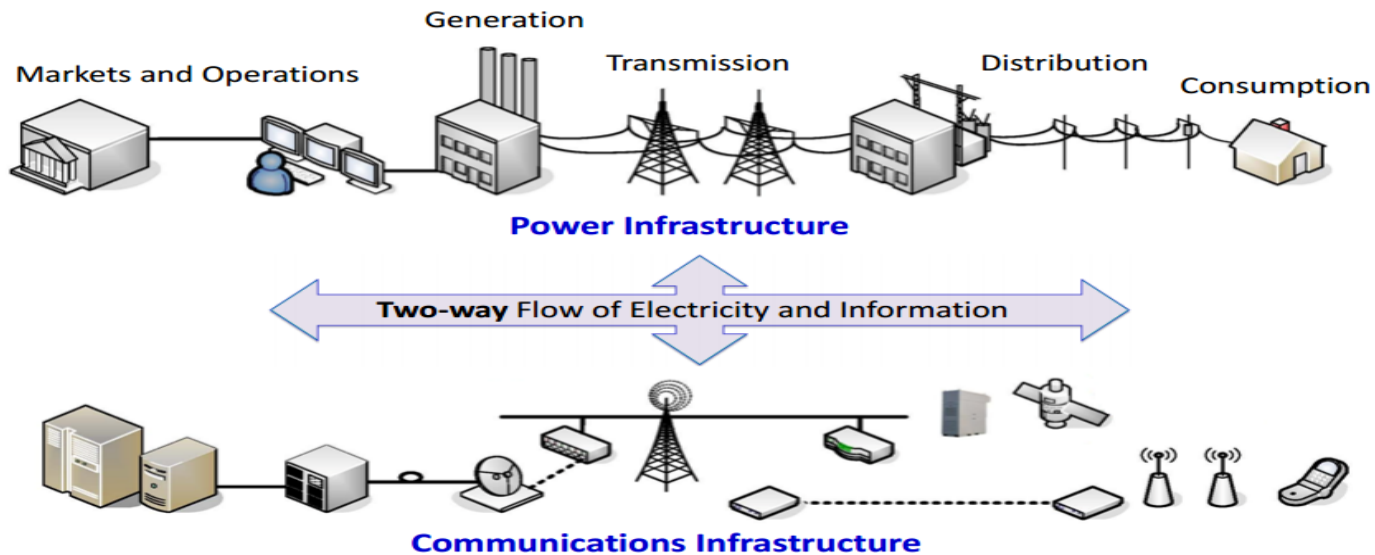 Generation
Markets and Operations
Transmission
Distribution
Consumption
Power Infrastructure
Two-way Flow of Electricity and Information
Communications Infrastructure